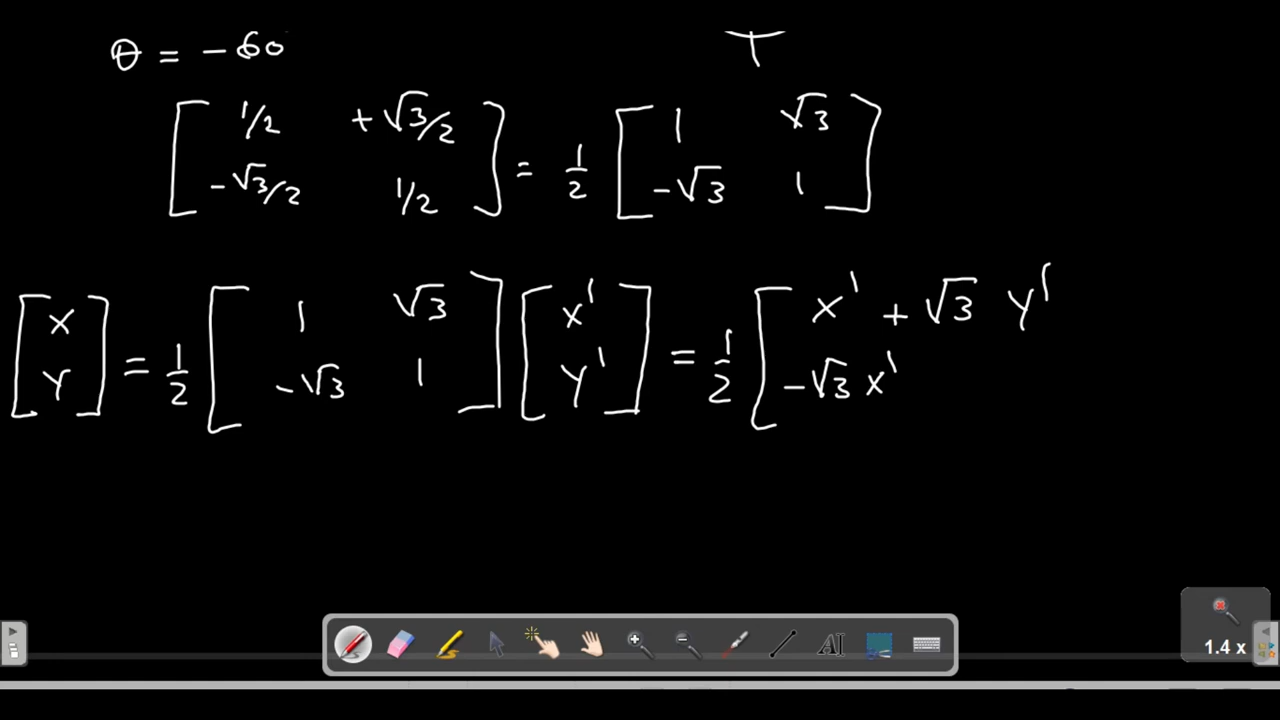 θ = -60
T
[ 1/2 +√3/2 ; -√3/2 1/2 ] = 1/2 [ 1 √3 ; -√3 1 ]
[ x ; y ] = 1/2 [ 1 √3 ; -√3 1 ] [ x' ; y' ] = 1/2 [ x' + √3 y' ; -√3 x'
AI
1.4 x